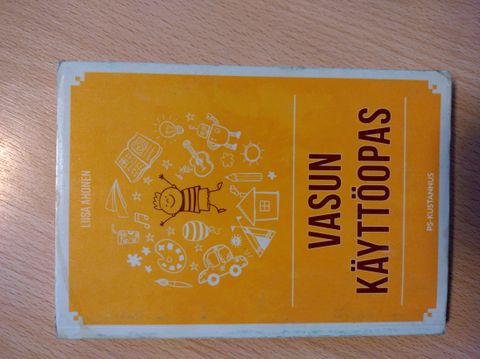 LIISA AHONEN
VASUN
KÄYTTÖOPAS
PS-KUSTANNUS